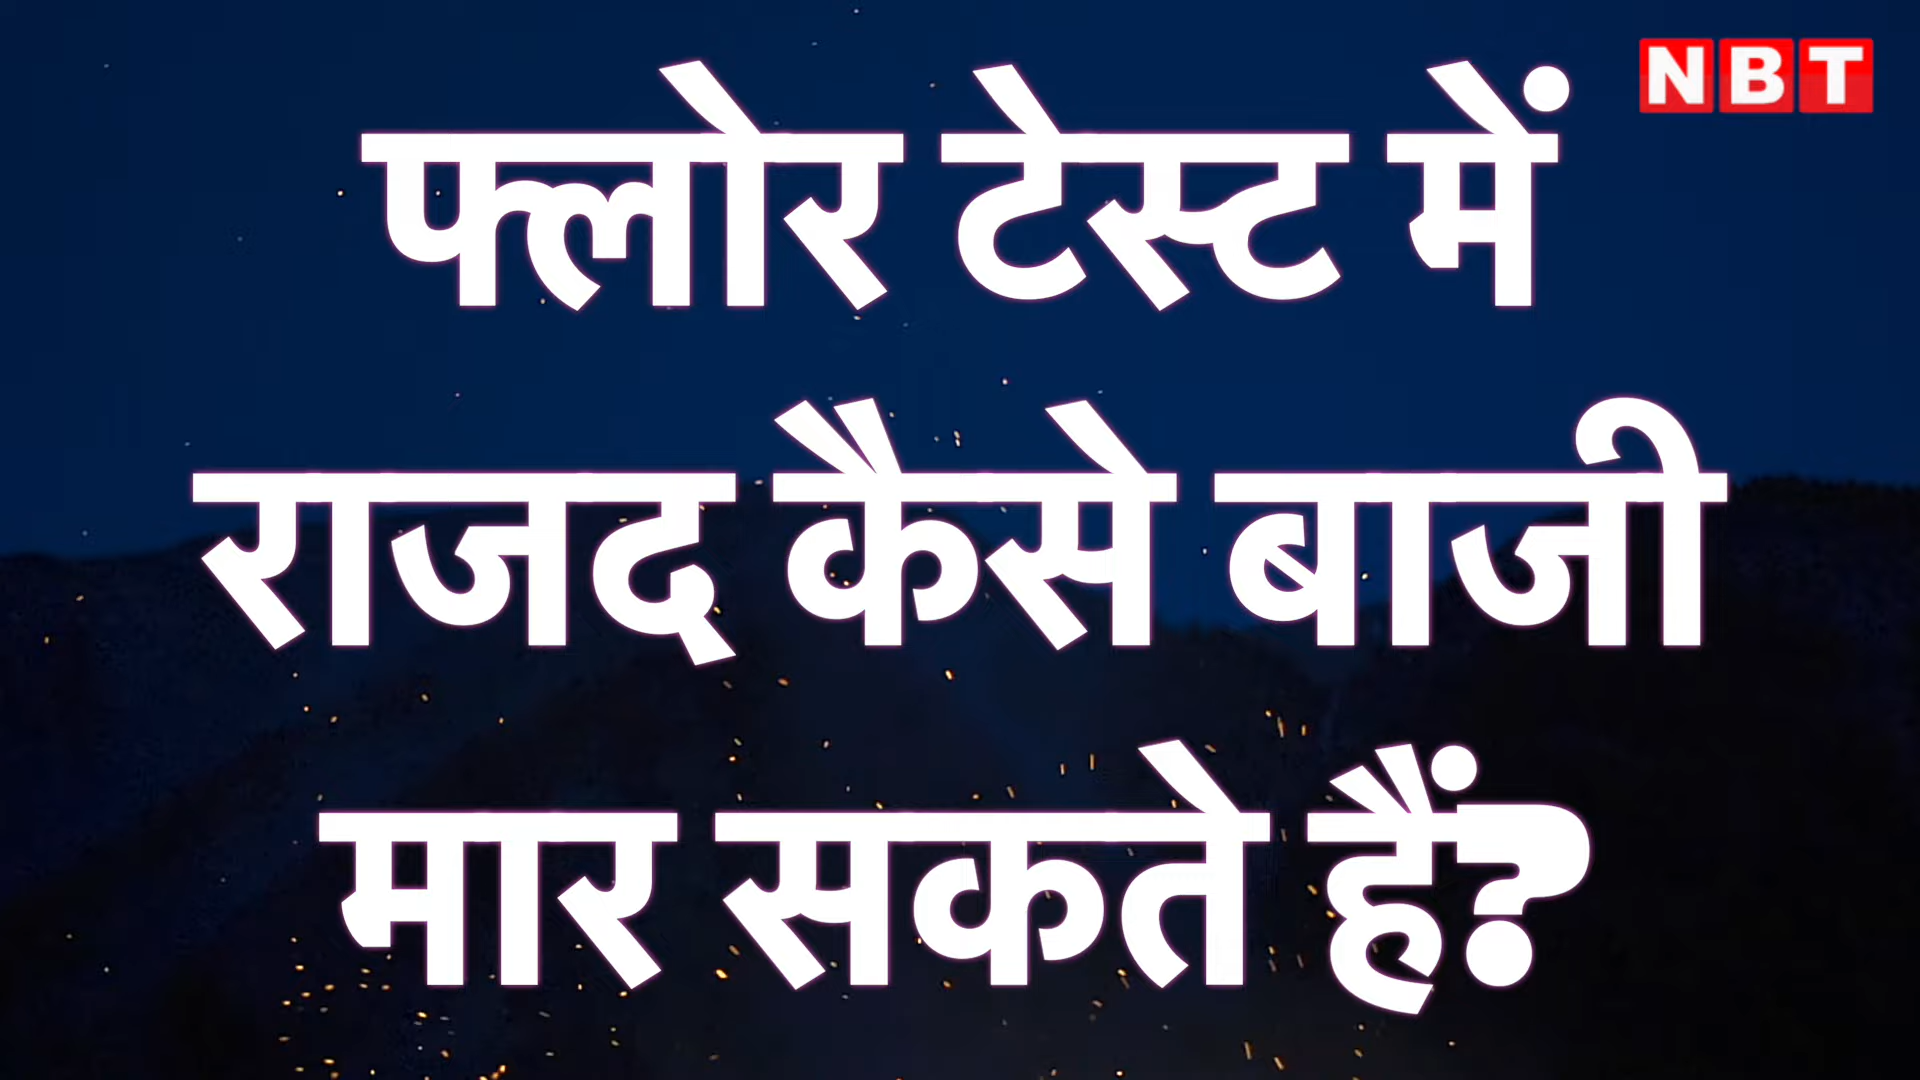 NBT
फ्लोर टेस्ट में
राजद कैसे बाजी
मार सकते हैं?